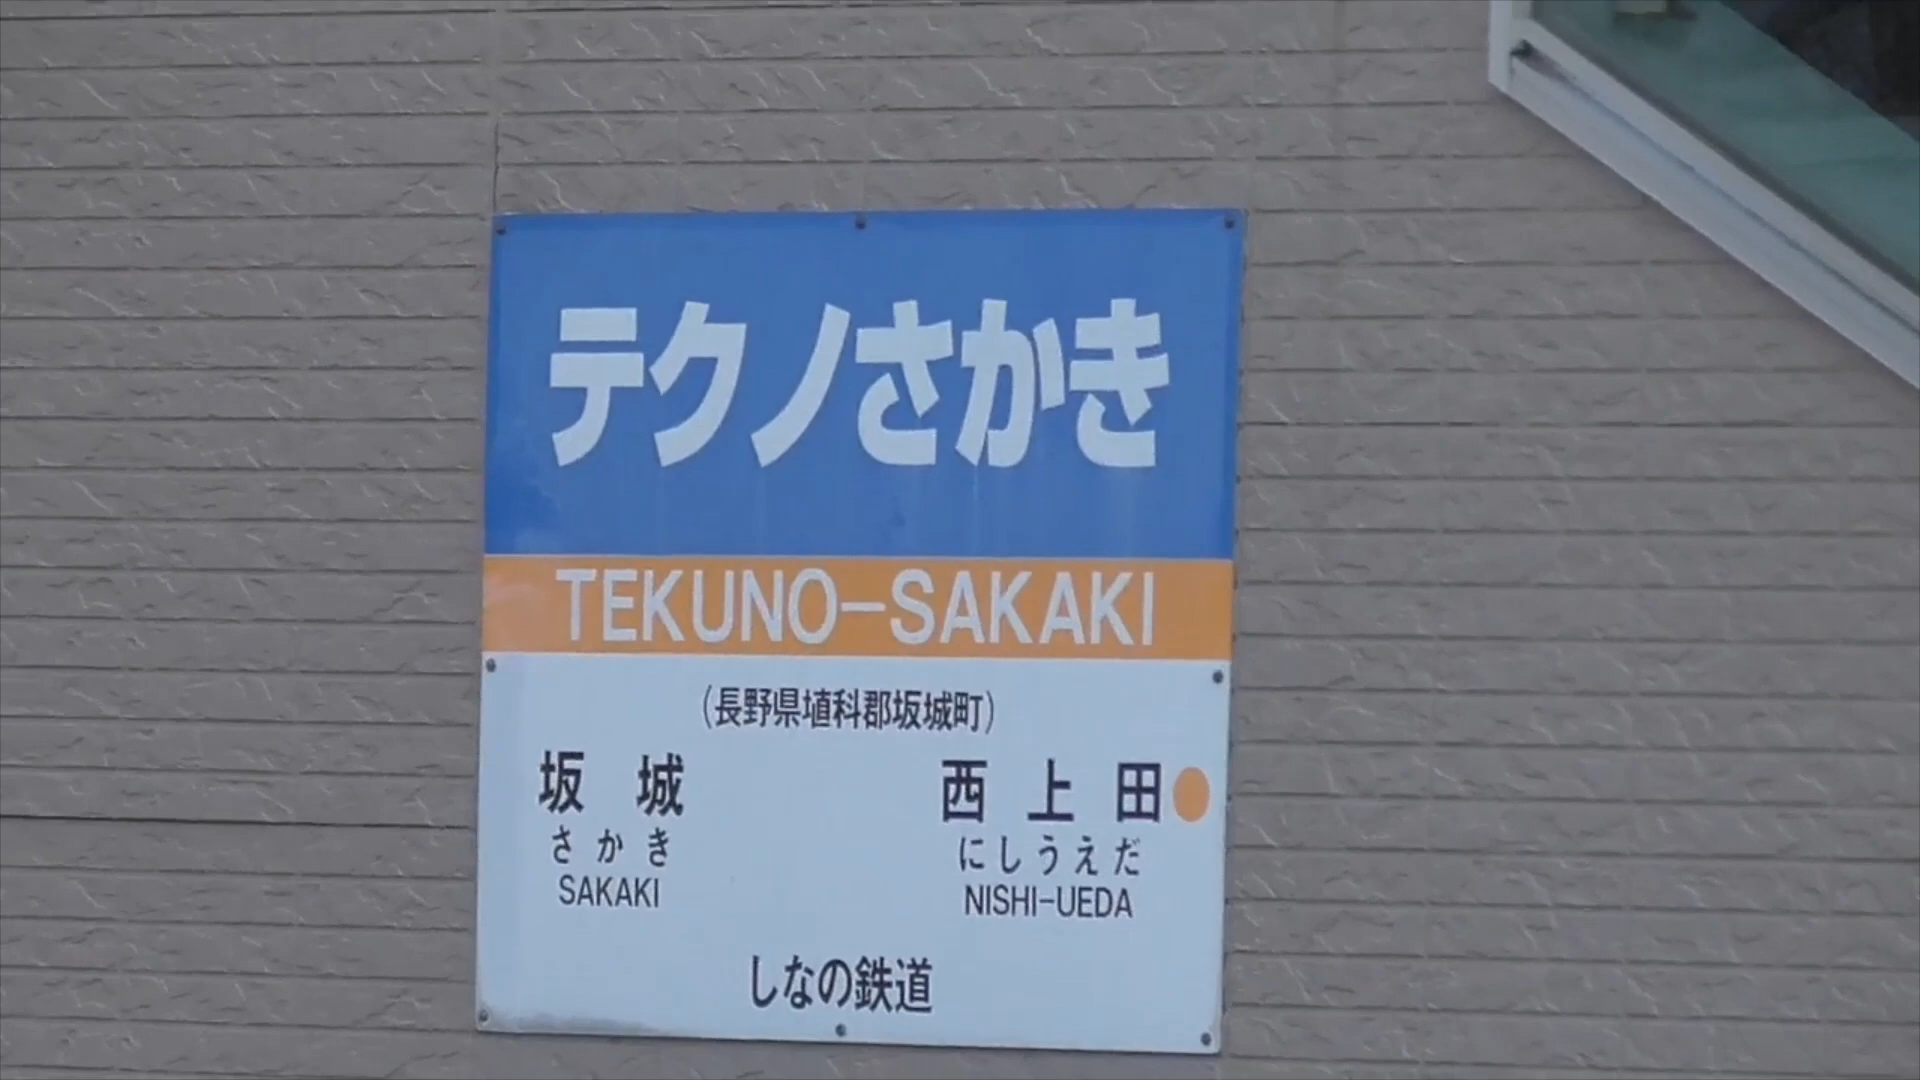 テクノさかき
TEKUNO-SAKAKI
(長野県埴科郡坂城町)
坂城 西上田
さかき にしうえだ
SAKAKI NISHI-UEDA
しなの鉄道